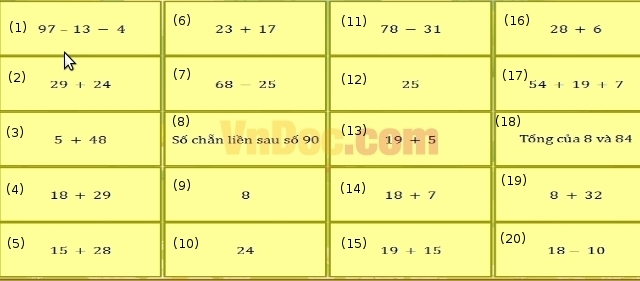 (1) 97 – 13 – 4
(6) 23 + 17
(11) 78 – 31
(16) 28 + 6
(2) 29 + 24
(7) 68 – 25
(12) 25
(17) 54 + 19 + 7
(3) 5 + 48
(8) Số chẵn liền sau số 90
(13) 19 + 5
(18) Tổng của 8 và 84
(4) 18 + 29
(9) 8
(14) 18 + 7
(19) 8 + 32
(5) 15 + 28
(10) 24
(15) 19 + 15
(20) 18 – 10
VnDoc.com